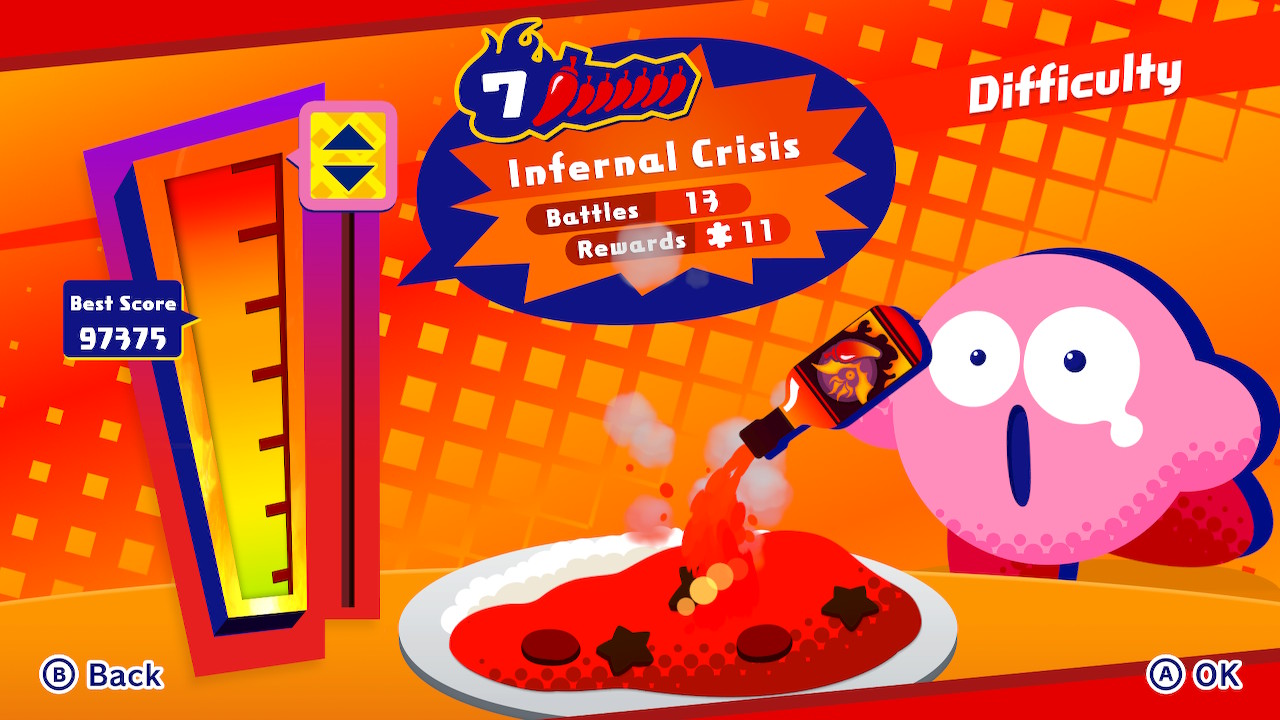 Difficulty
7
Infernal Crisis
Battles 13
Rewards 11
Best Score
97375
B Back
A OK